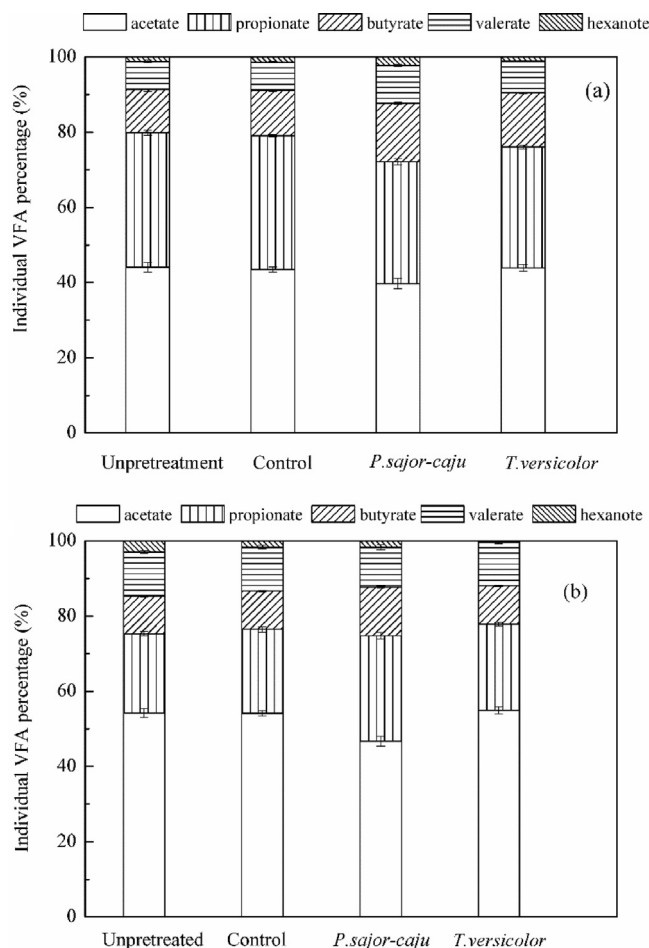 acetate propionate butyrate valerate hexanote
100
(a)
80
60
40
20
0
Individual VFA percentage (%)
Unpretreatment Control P.sajor-caju T.versicolor
acetate propionate butyrate valerate hexanote
100
(b)
80
60
40
20
0
Individual VFA percentage (%)
Unpretreated Control P.sajor-caju T.versicolor